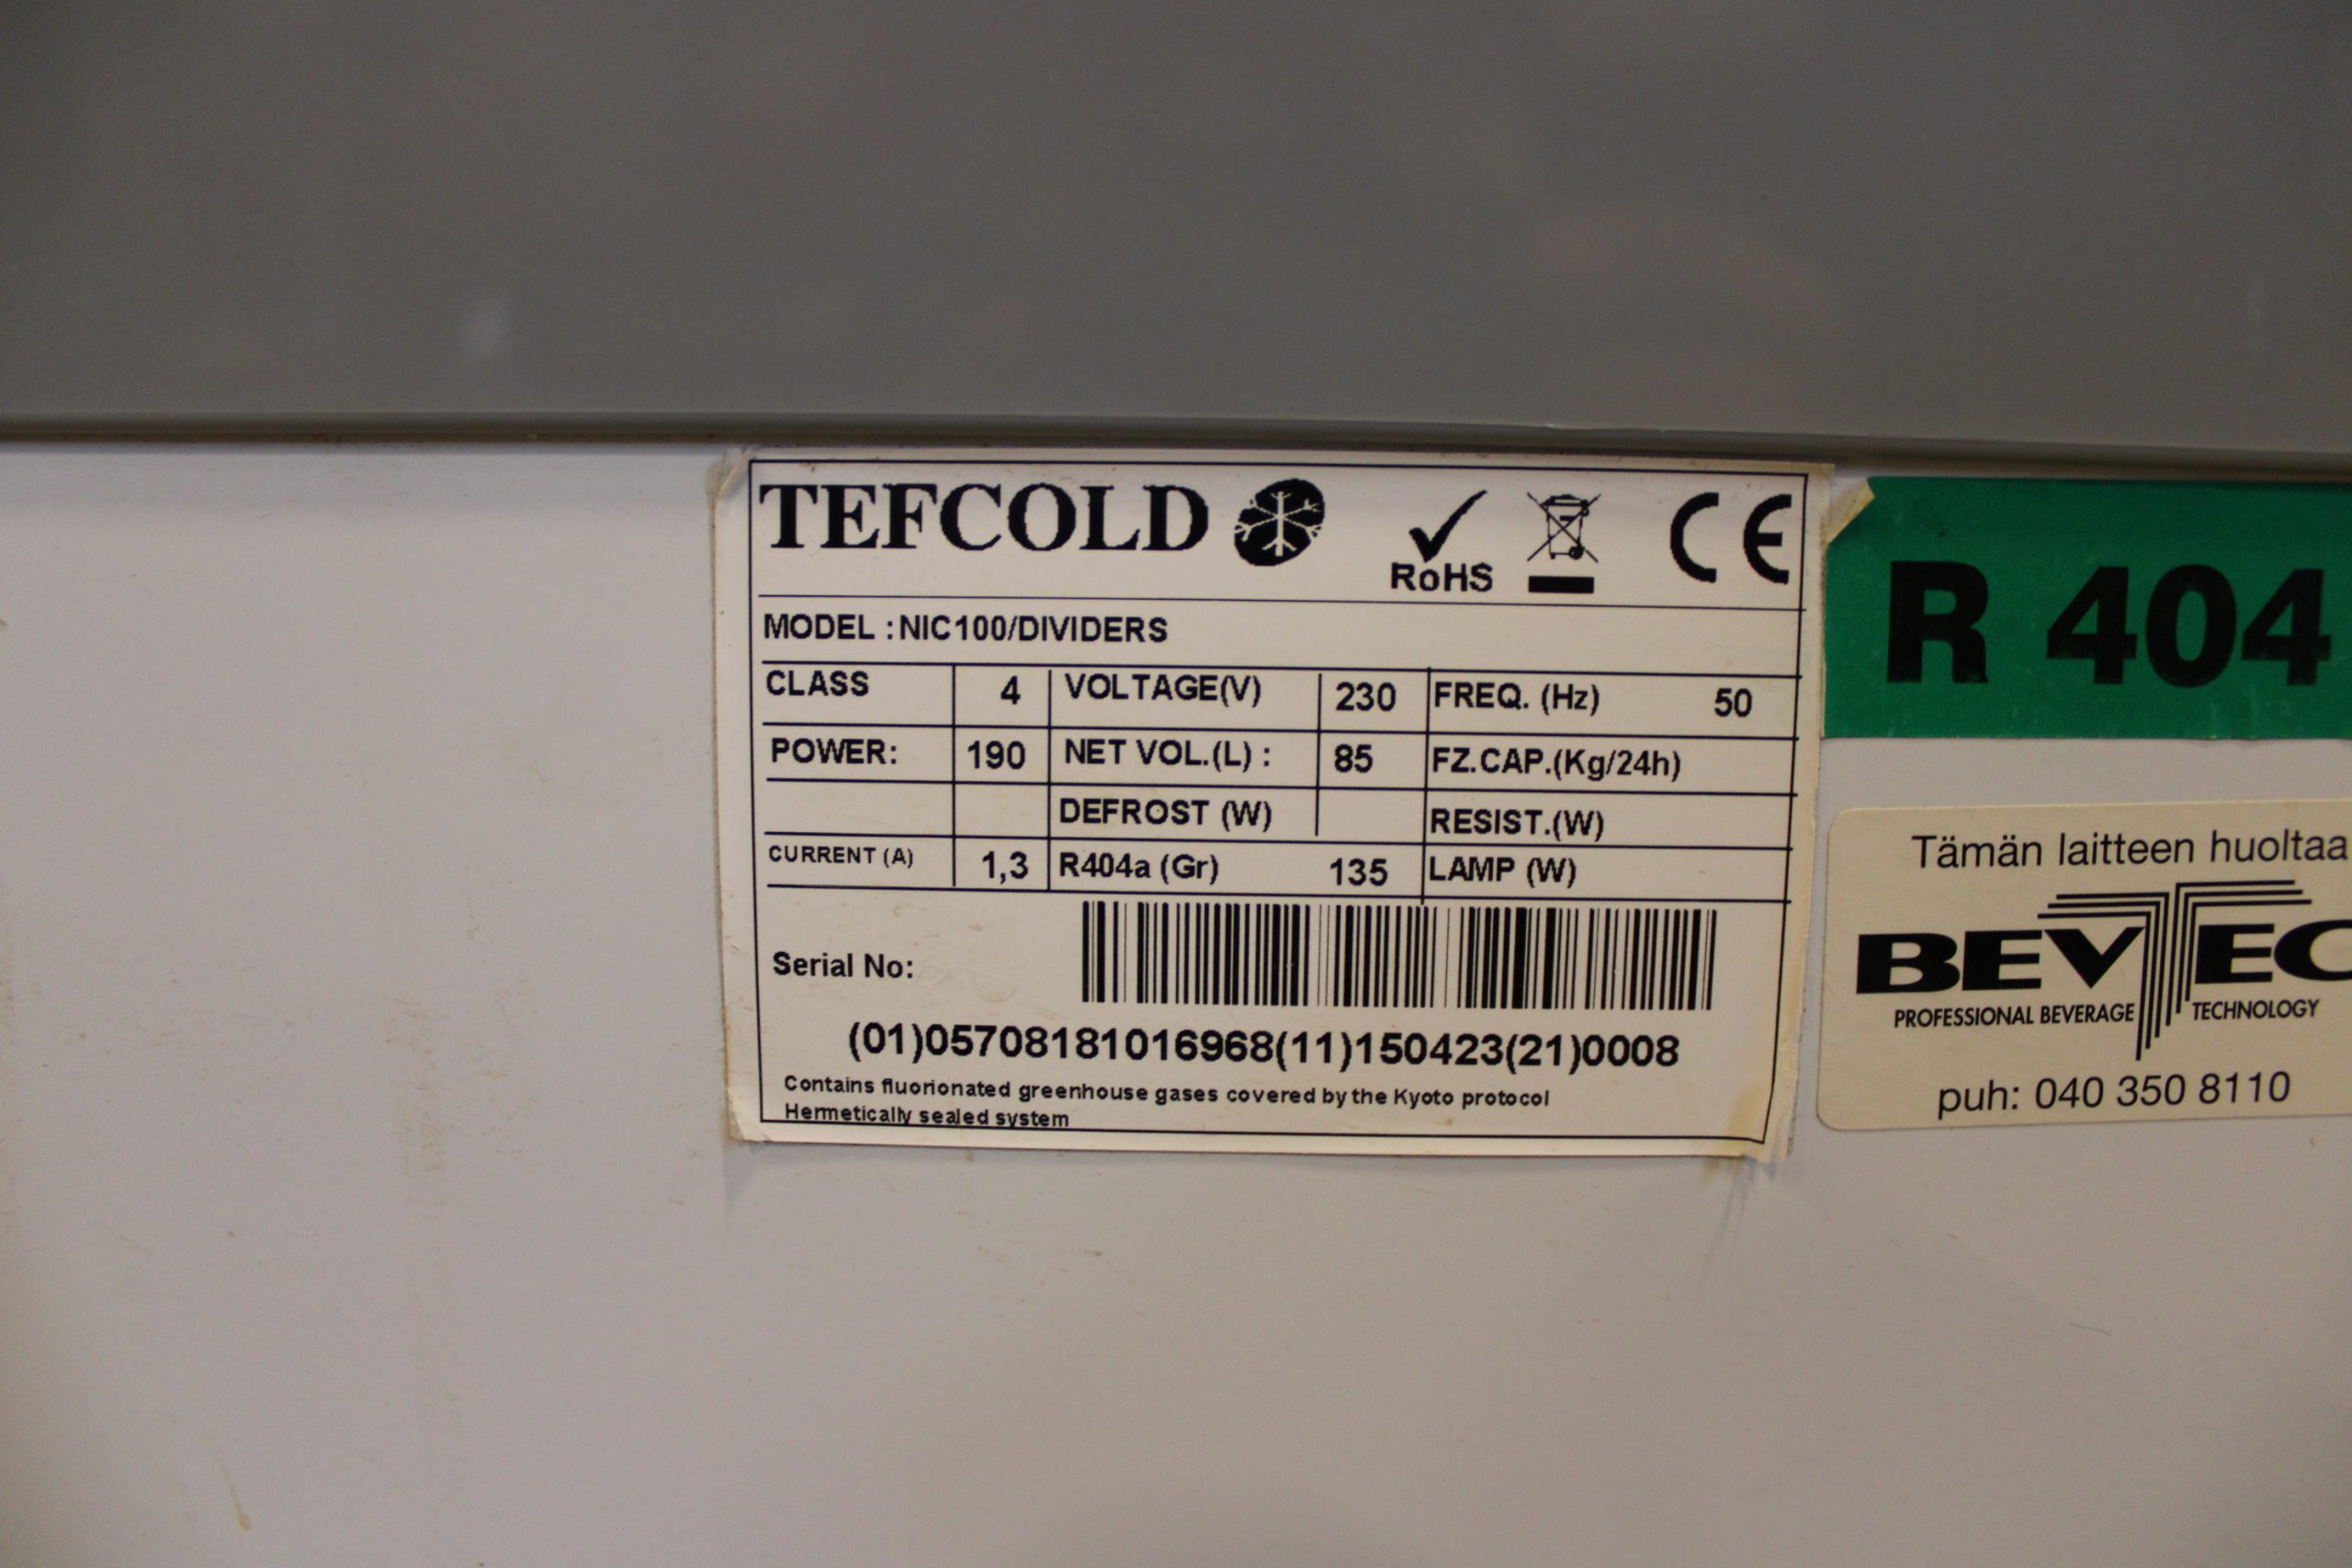 TEFCOLD
RoHS
CE
MODEL : NIC100/DIVIDERS
CLASS 4 VOLTAGE(V) 230 FREQ. (Hz) 50
POWER: 190 NET VOL.(L) : 85 FZ.CAP.(Kg/24h)
DEFROST (W) RESIST.(W)
CURRENT (A) 1,3 R404a (Gr) 135 LAMP (W)
Serial No:
(01)05708181016968(11)150423(21)0008
Contains fluorionated greenhouse gases covered by the Kyoto protocol
Hermetically sealed system
R 404
Tämän laitteen huoltaa
BEVTEC
PROFESSIONAL BEVERAGE TECHNOLOGY
puh: 040 350 8110